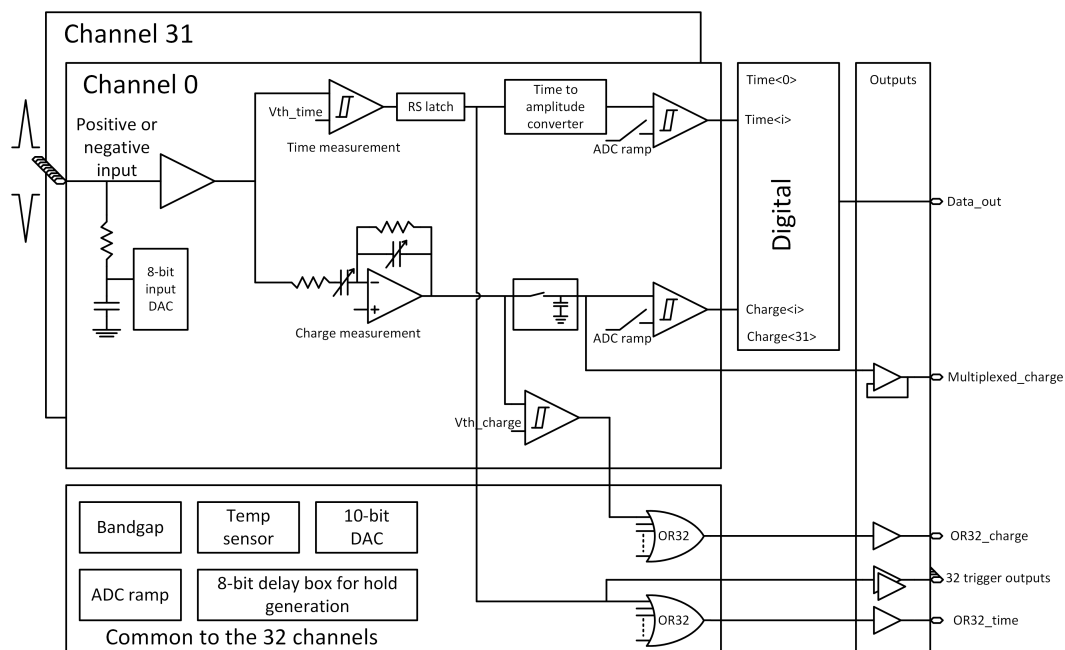 Channel 31
Channel 0
Positive or
negative
input
8-bit
input
DAC
Vth_time
Time measurement
RS latch
Time to
amplitude
converter
ADC ramp
Charge measurement
ADC ramp
Vth_charge
Time<0>
Time<i>
Digital
Charge<i>
Charge<31>
Outputs
Data_out
Multiplexed_charge
OR32_charge
32 trigger outputs
OR32_time
OR32
OR32
Bandgap
Temp
sensor
10-bit
DAC
ADC ramp
8-bit delay box for hold
generation
Common to the 32 channels